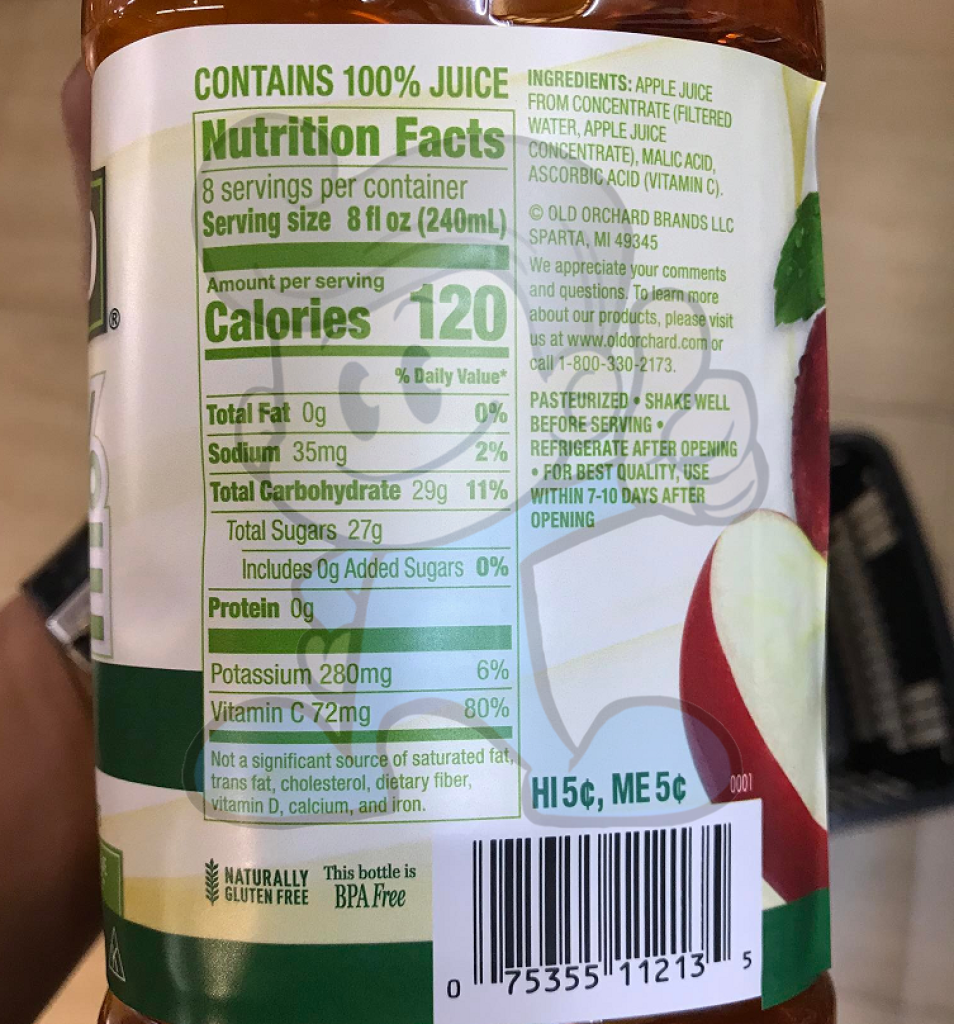 CONTAINS 100% JUICE
Nutrition Facts
8 servings per container
Serving size 8 fl oz (240mL)
Amount per serving
Calories 120
% Daily Value*
Total Fat 0g 0%
Sodium 35mg 2%
Total Carbohydrate 29g 11%
Total Sugars 27g
Includes 0g Added Sugars 0%
Protein 0g
Potassium 280mg 6%
Vitamin C 72mg 80%
Not a significant source of saturated fat,
trans fat, cholesterol, dietary fiber,
vitamin D, calcium, and iron.
NATURALLY
GLUTEN FREE
This bottle is
BPA Free
INGREDIENTS: APPLE JUICE
FROM CONCENTRATE (FILTERED
WATER, APPLE JUICE
CONCENTRATE), MALIC ACID,
ASCORBIC ACID (VITAMIN C).
© OLD ORCHARD BRANDS LLC
SPARTA, MI 49345
We appreciate your comments
and questions. To learn more
about our products, please visit
us at www.oldorchard.com or
call 1-800-330-2173.
PASTEURIZED • SHAKE WELL
BEFORE SERVING •
REFRIGERATE AFTER OPENING
• FOR BEST QUALITY, USE
WITHIN 7-10 DAYS AFTER
OPENING
HI 5¢, ME 5¢
0001
0 75355 11213 5
®